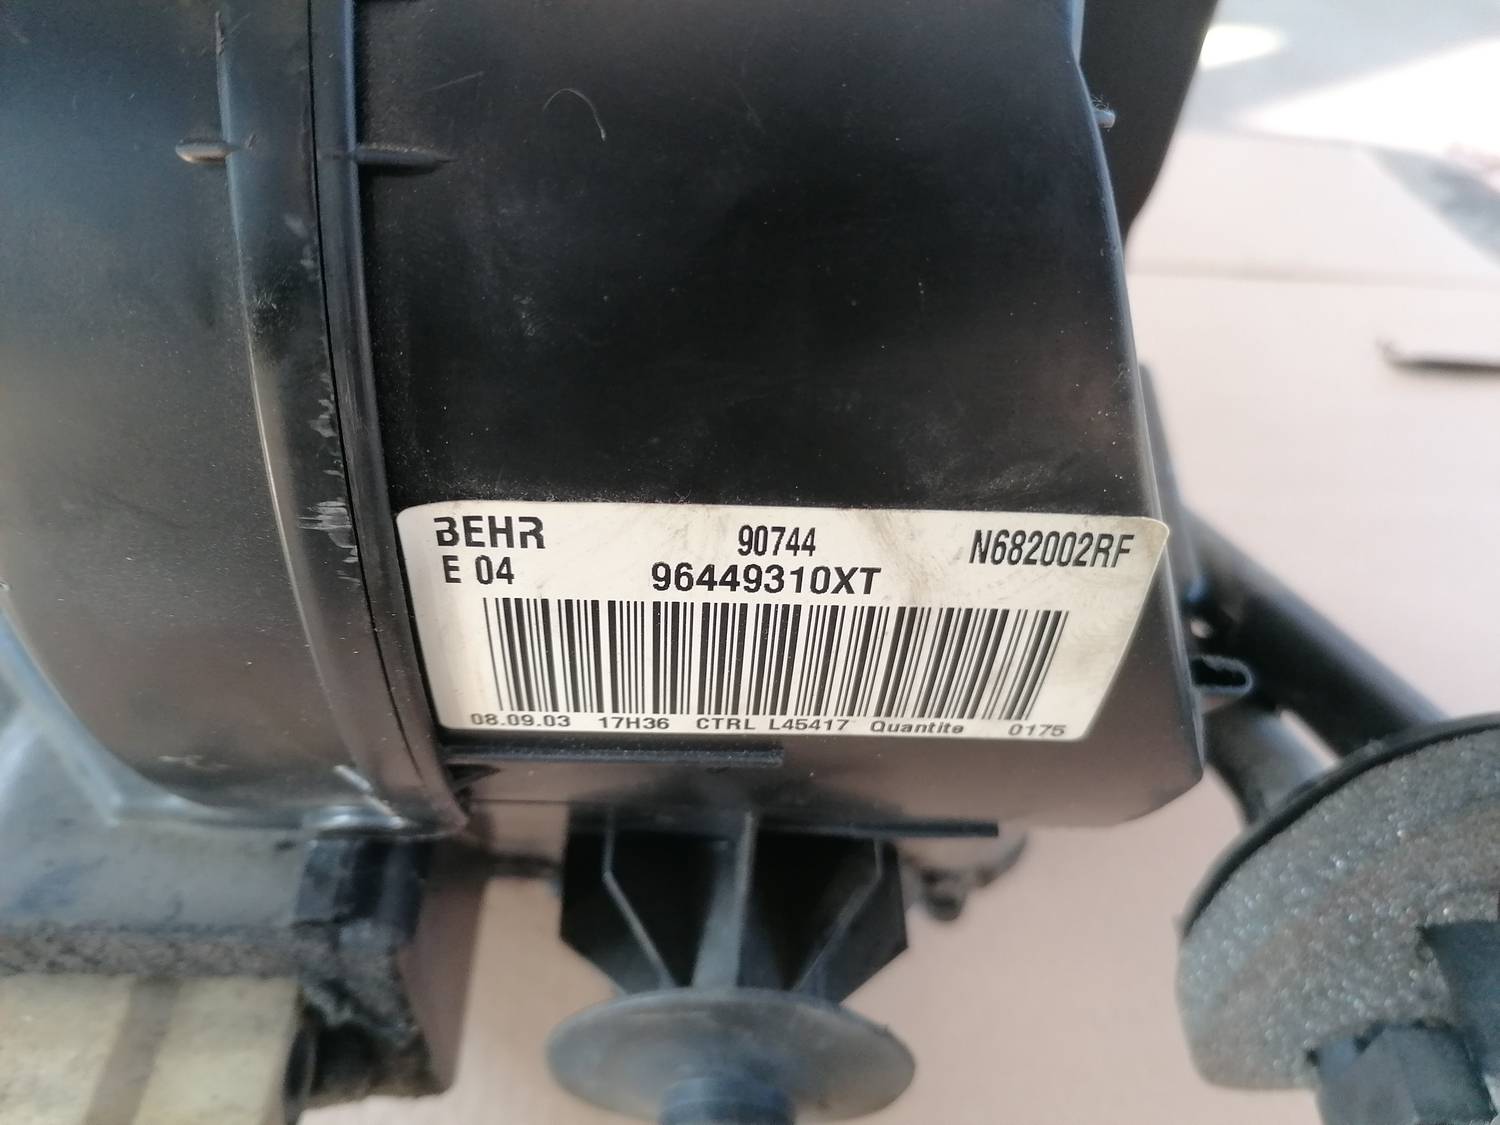 BEHR 90744 N682002RF
E 04 96449310XT
08.09.03 17H36 CTRL L45417 Quantite 0175